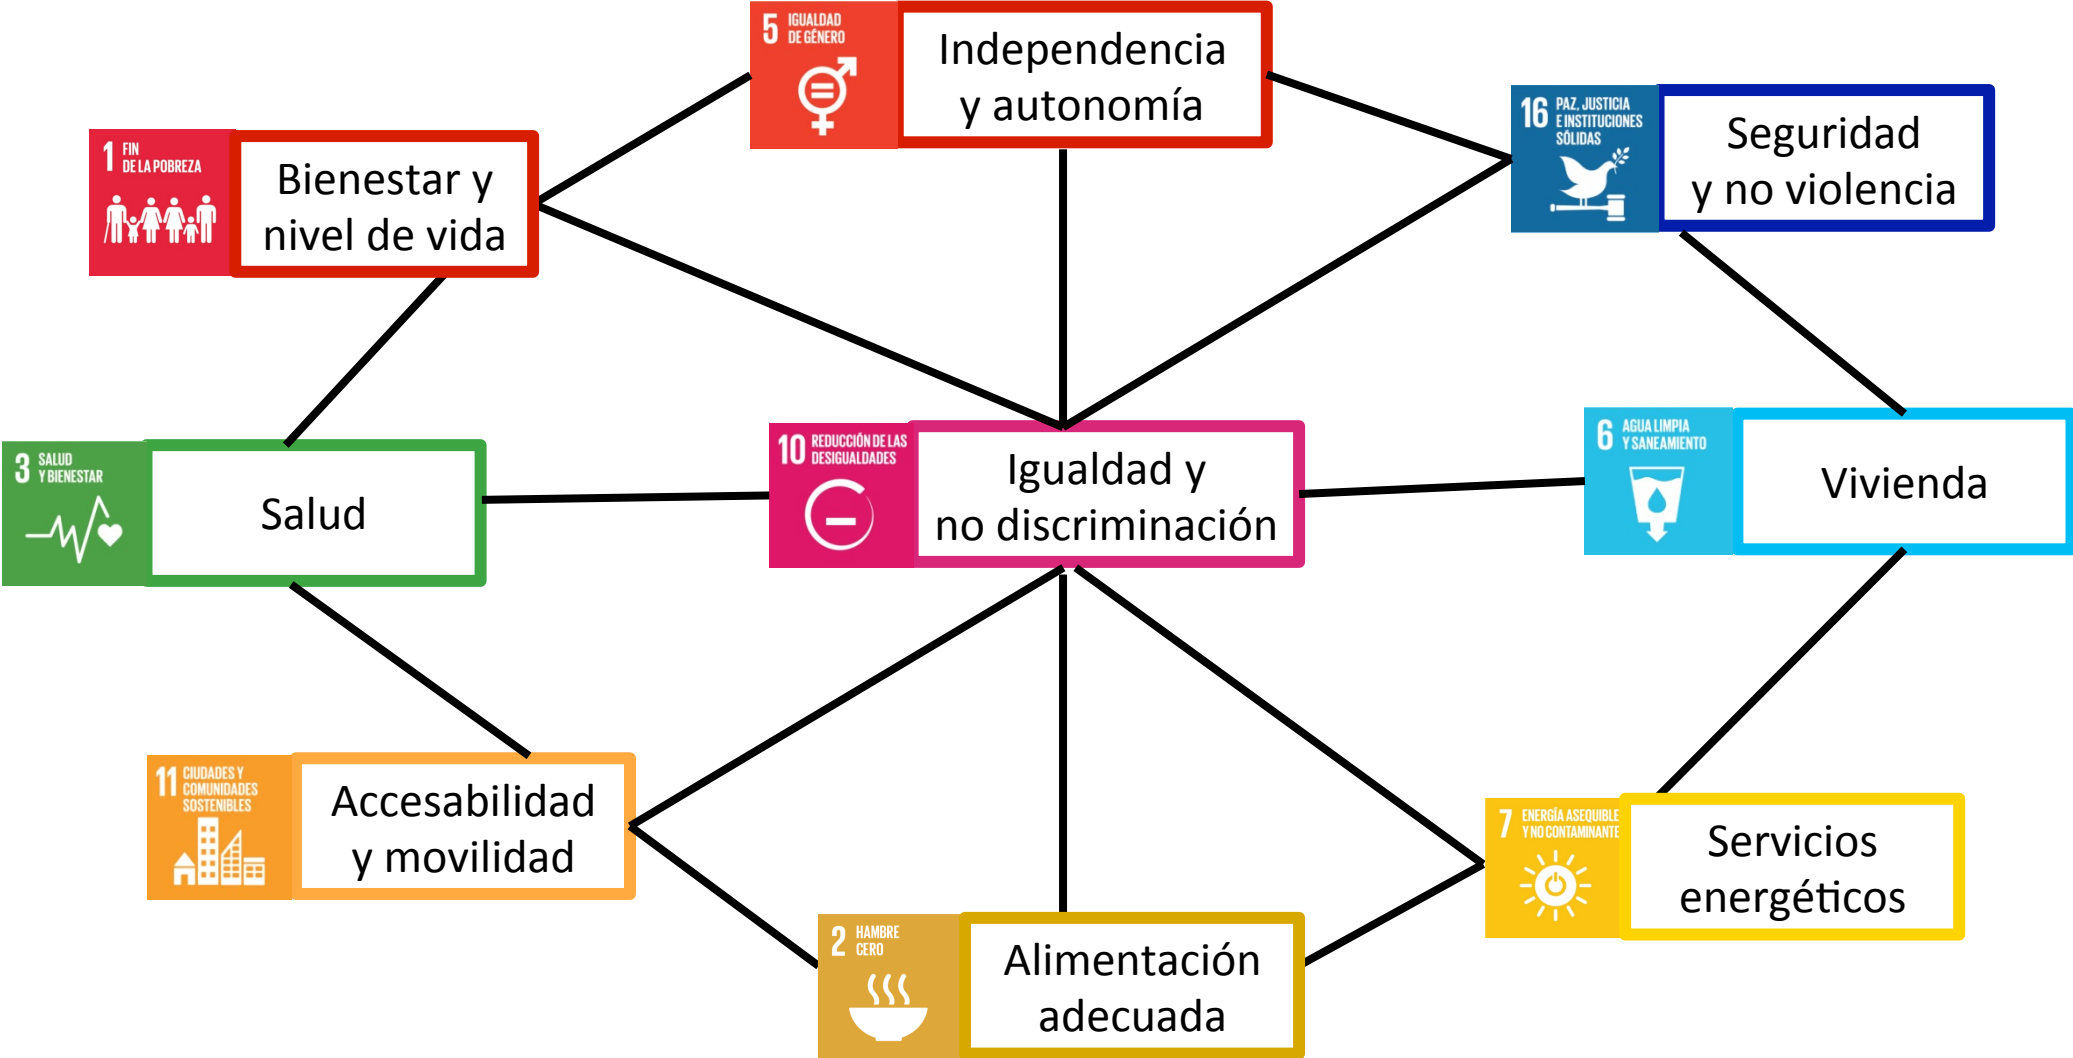 5 IGUALDAD
DE GÉNERO
Independencia
y autonomía
16 PAZ, JUSTICIA
E INSTITUCIONES
SÓLIDAS
Seguridad
y no violencia
1 FIN
DE LA POBREZA
Bienestar y
nivel de vida
3 SALUD
Y BIENESTAR
Salud
10 REDUCCIÓN DE LAS
DESIGUALDADES
Igualdad y
no discriminación
6 AGUA LIMPIA
Y SANEAMIENTO
Vivienda
11 CIUDADES Y
COMUNIDADES
SOSTENIBLES
Accesabilidad
y movilidad
7 ENERGÍA ASEQUIBLE
Y NO CONTAMINANTE
Servicios
energéticos
2 HAMBRE
CERO
Alimentación
adecuada